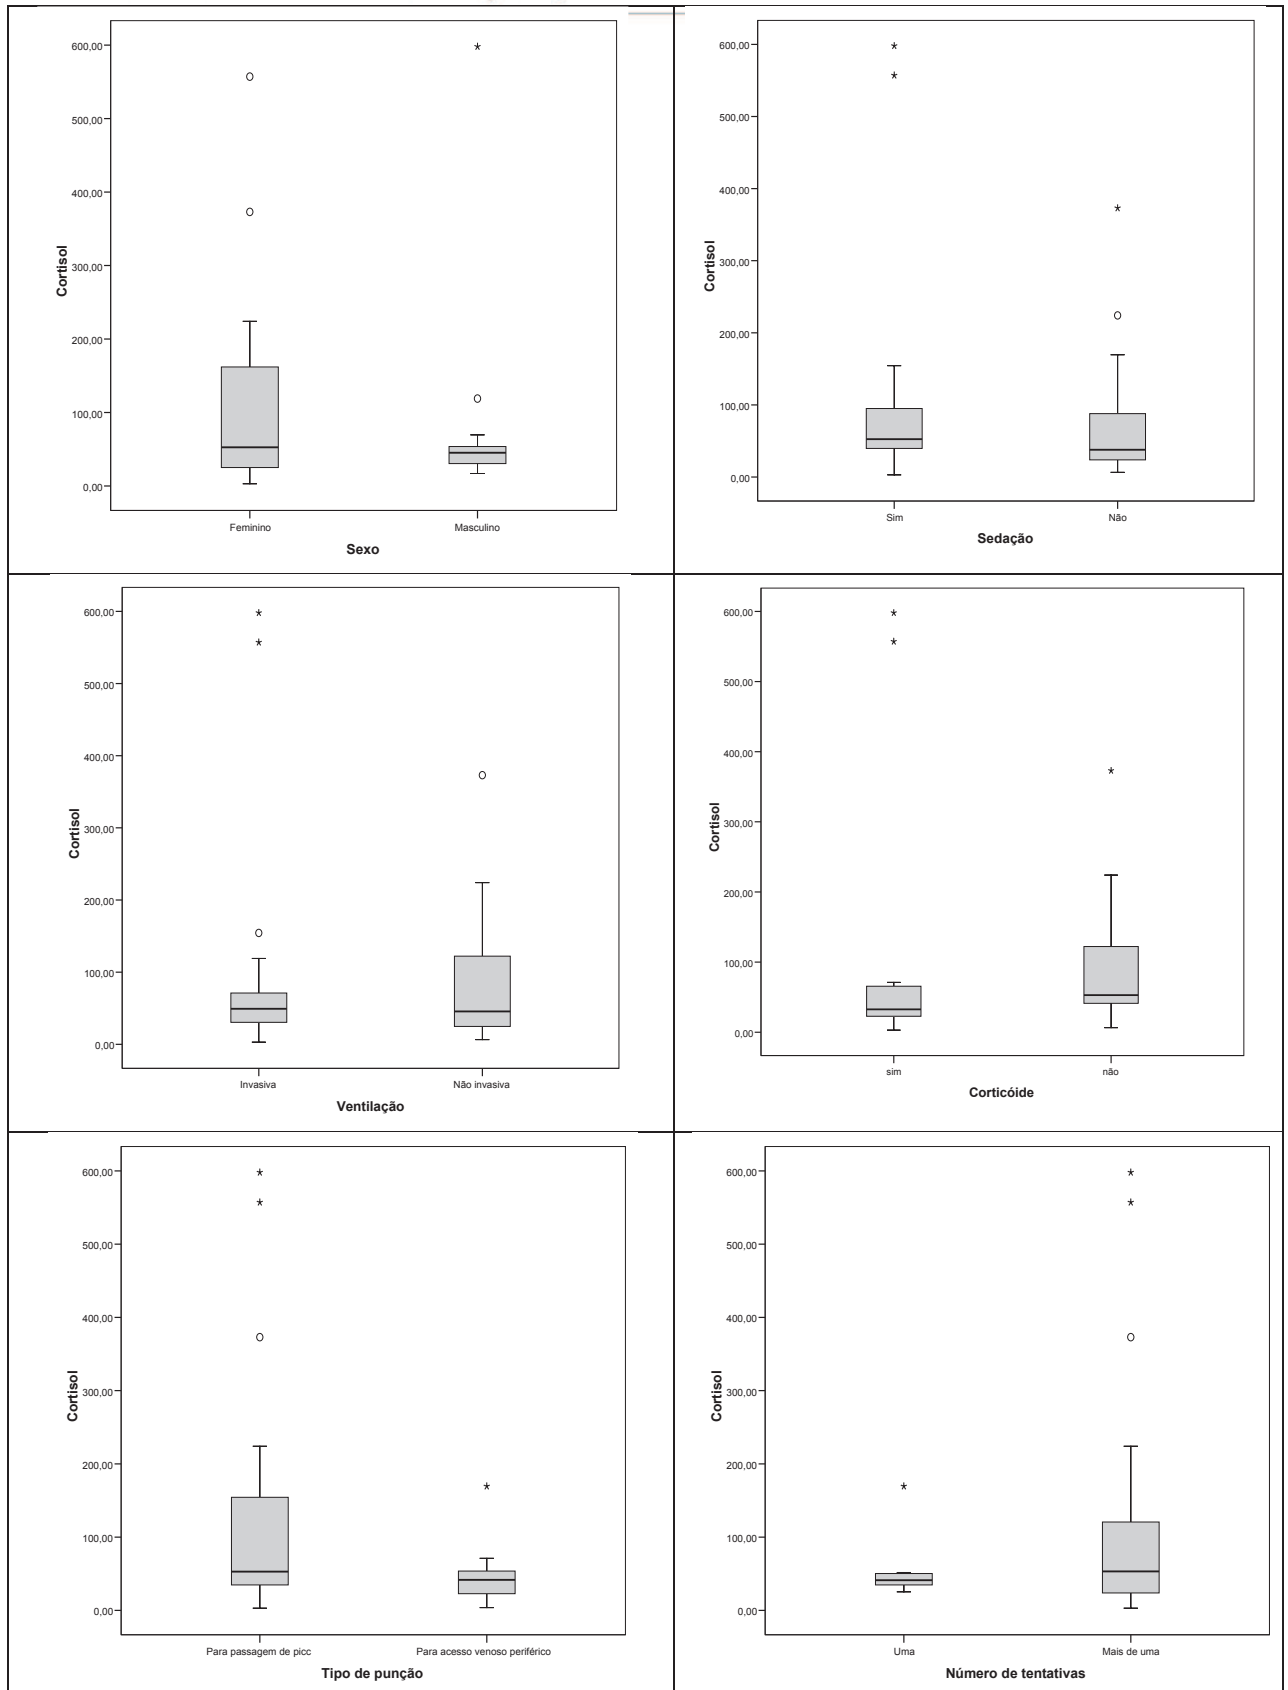 600,00
500,00
400,00
300,00
200,00
100,00
0,00
Cortisol
Feminino
Masculino
Sexo
600,00
500,00
400,00
300,00
200,00
100,00
0,00
Cortisol
Sim
Não
Sedação
600,00
500,00
400,00
300,00
200,00
100,00
0,00
Cortisol
Invasiva
Não invasiva
Ventilação
600,00
500,00
400,00
300,00
200,00
100,00
0,00
Cortisol
sim
não
Corticóide
600,00
500,00
400,00
300,00
200,00
100,00
0,00
Cortisol
Para passagem de picc
Para acesso venoso periférico
Tipo de punção
600,00
500,00
400,00
300,00
200,00
100,00
0,00
Cortisol
Uma
Mais de uma
Número de tentativas